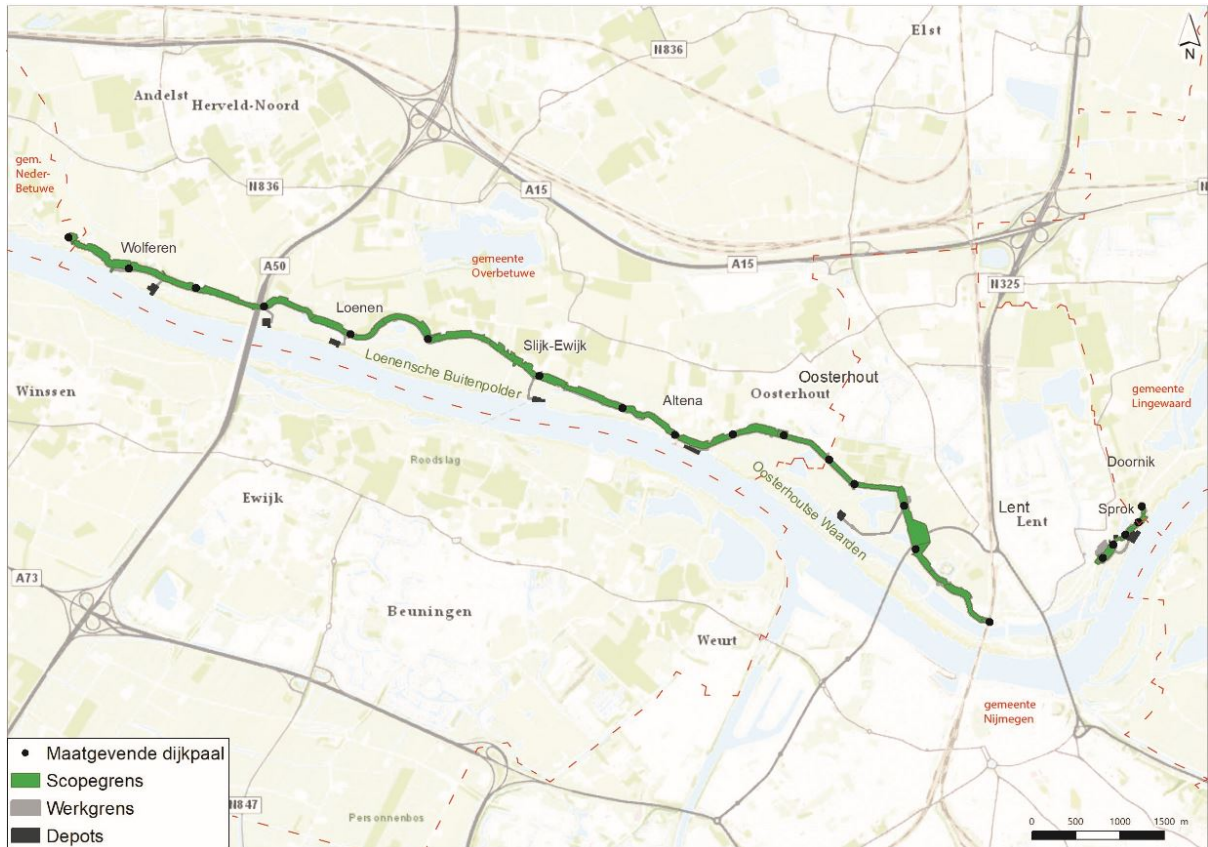 Elst
N836
N
Andelst
Herveld-Noord
gem.
Neder-
Betuwe
N836
A15
Wolferen
A50
gemeente
Overbetuwe
A15
N325
Loenen
Slijk-Ewijk
Loenensche Buitenpolder
Winssen
Altena
Oosterhout
Oosterhout
gemeente
Lingewaard
Roodslag
Doornik
Ewijk
Oosterhoutse Waarden
Lent
Lent
Sprok
A73
Beuningen
Weurt
gemeente
Nijmegen
Maatgevende dijkpaal
Scopegrens
Werkgrens
Depots
N847
Personnenbos
0 500 1000 1500 m